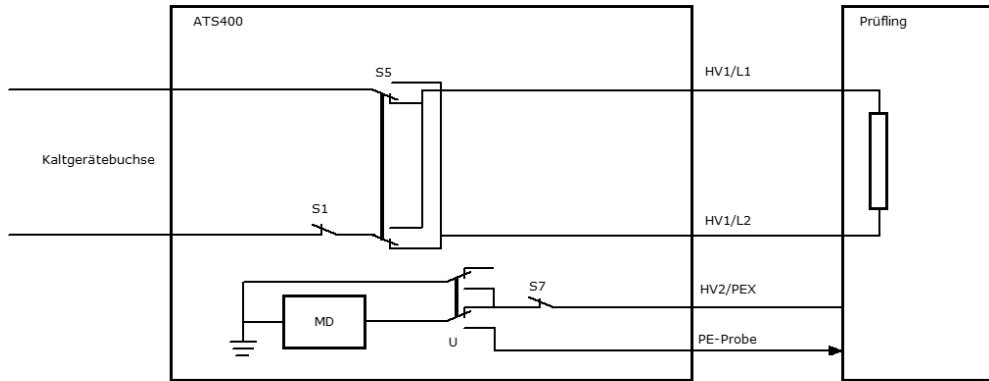 ATS400
Prüfling
S5
HV1/L1
Kaltgerätebuchse
S1
HV1/L2
S7
HV2/PEX
MD
U
PE-Probe